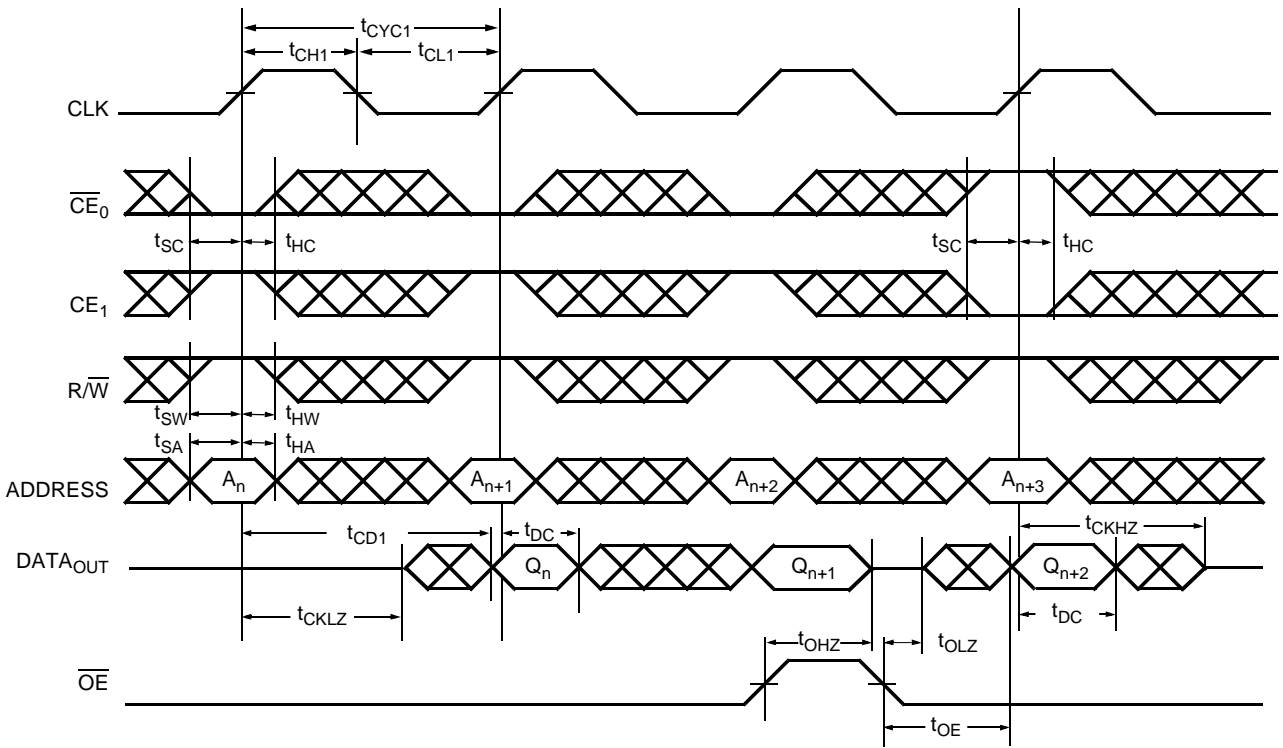 tCYC1
tCH1 tCL1
CLK
CE0
tSC tHC tSC tHC
CE1
R/W
tSW tHW
tSA tHA
ADDRESS An An+1 An+2 An+3
tCD1 tDC tCKHZ
DATAOUT Qn Qn+1 Qn+2
tCKLZ tDC
tOHZ tOLZ
OE
tOE